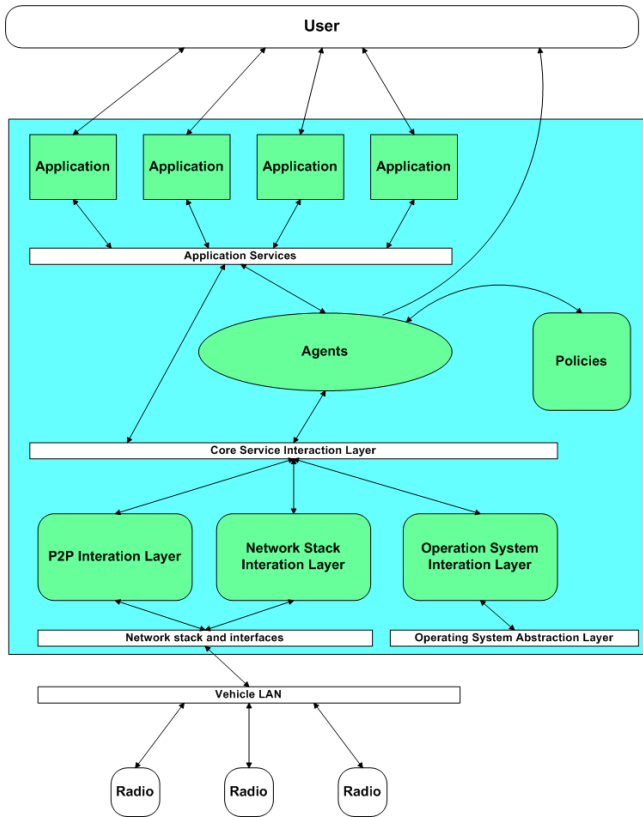 User
Application
Application
Application
Application
Application Services
Agents
Policies
Core Service Interaction Layer
P2P Interation Layer
Network Stack
Interation Layer
Operation System
Interation Layer
Network stack and interfaces
Operating System Abstraction Layer
Vehicle LAN
Radio
Radio
Radio